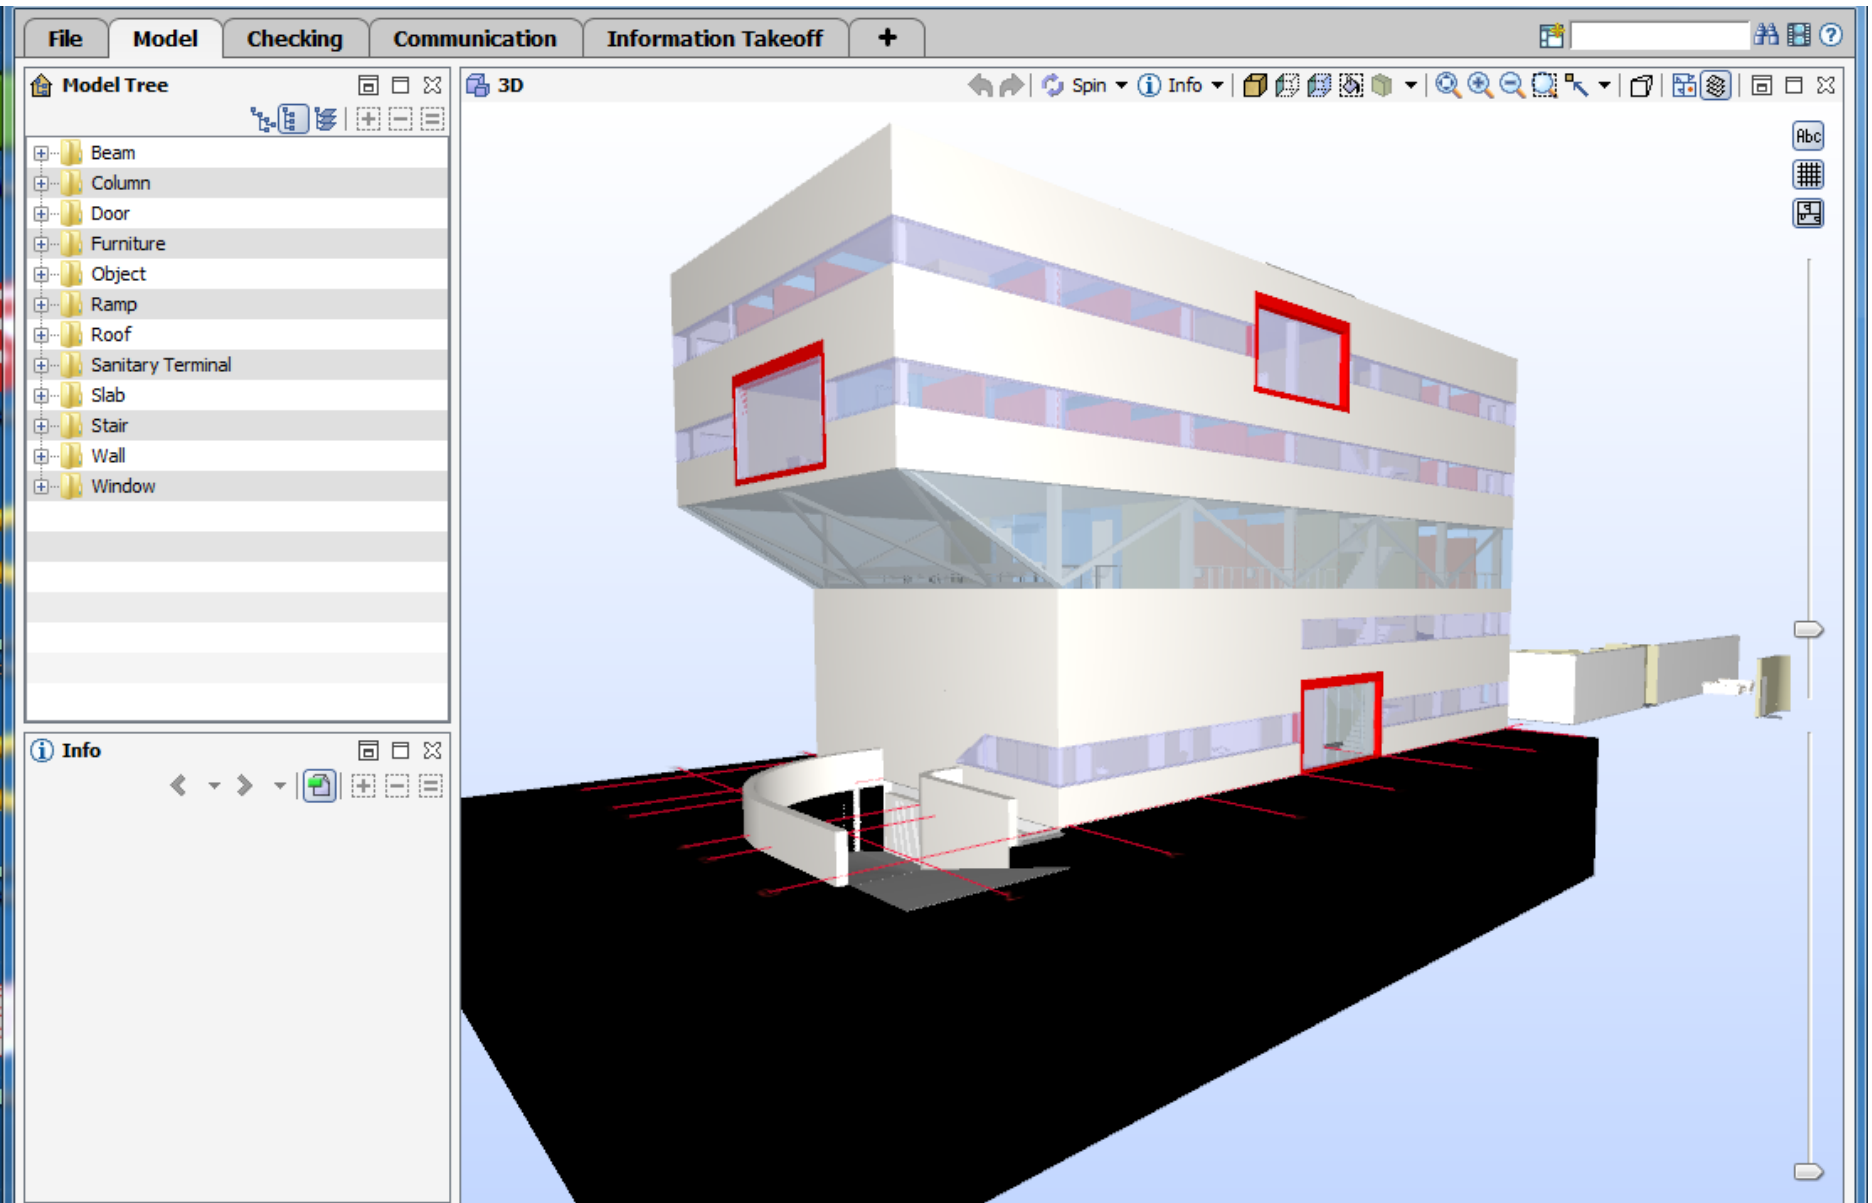 File Model Checking Communication Information Takeoff +
Model Tree
3D
Spin Info
Abc
Beam
Column
Door
Furniture
Object
Ramp
Roof
Sanitary Terminal
Slab
Stair
Wall
Window
Info